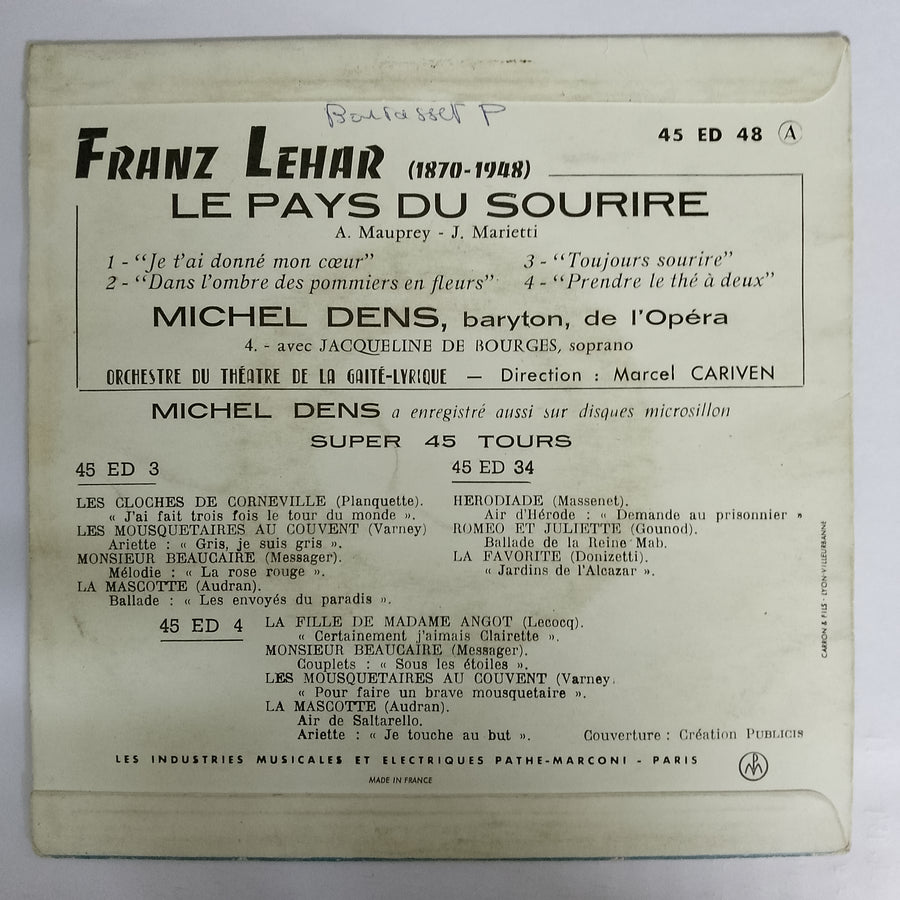 45 ED 48 A
FRANZ LEHAR (1870-1948)
LE PAYS DU SOURIRE
A. Mauprey - J. Marietti
1 - “Je t'ai donné mon cœur”
2 - “Dans l'ombre des pommiers en fleurs”
3 - “Toujours sourire”
4 - “Prendre le thé à deux”
MICHEL DENS, baryton, de l'Opéra
4. - avec JACQUELINE DE BOURGES, soprano
ORCHESTRE DU THÉATRE DE LA GAITÉ-LYRIQUE — Direction : Marcel CARIVEN
MICHEL DENS a enregistré aussi sur disques microsillon
SUPER 45 TOURS
45 ED 3
LES CLOCHES DE CORNEVILLE (Planquette).
« J'ai fait trois fois le tour du monde ».
LES MOUSQUETAIRES AU COUVENT (Varney)
Ariette : « Gris, je suis gris ».
MONSIEUR BEAUCAIRE (Messager).
Mélodie : « La rose rouge ».
LA MASCOTTE (Audran).
Ballade : « Les envoyés du paradis ».
45 ED 34
HERODIADE (Massenet).
Air d'Hérode : « Demande au prisonnier »
ROMEO ET JULIETTE (Gounod).
Ballade de la Reine Mab.
LA FAVORITE (Donizetti).
« Jardins de l'Alcazar ».
45 ED 4
LA FILLE DE MADAME ANGOT (Lecocq).
« Certainement j'aimais Clairette ».
MONSIEUR BEAUCAIRE (Messager).
Couplets : « Sous les étoiles ».
LES MOUSQUETAIRES AU COUVENT (Varney.
« Pour faire un brave mousquetaire ».
LA MASCOTTE (Audran).
Air de Saltarello.
Ariette : « Je touche au but ».
Couverture : Création PUBLICIS
CARRON & FILS - LYON-VILLEURBANNE
LES INDUSTRIES MUSICALES ET ELECTRIQUES PATHE-MARCONI - PARIS
MADE IN FRANCE